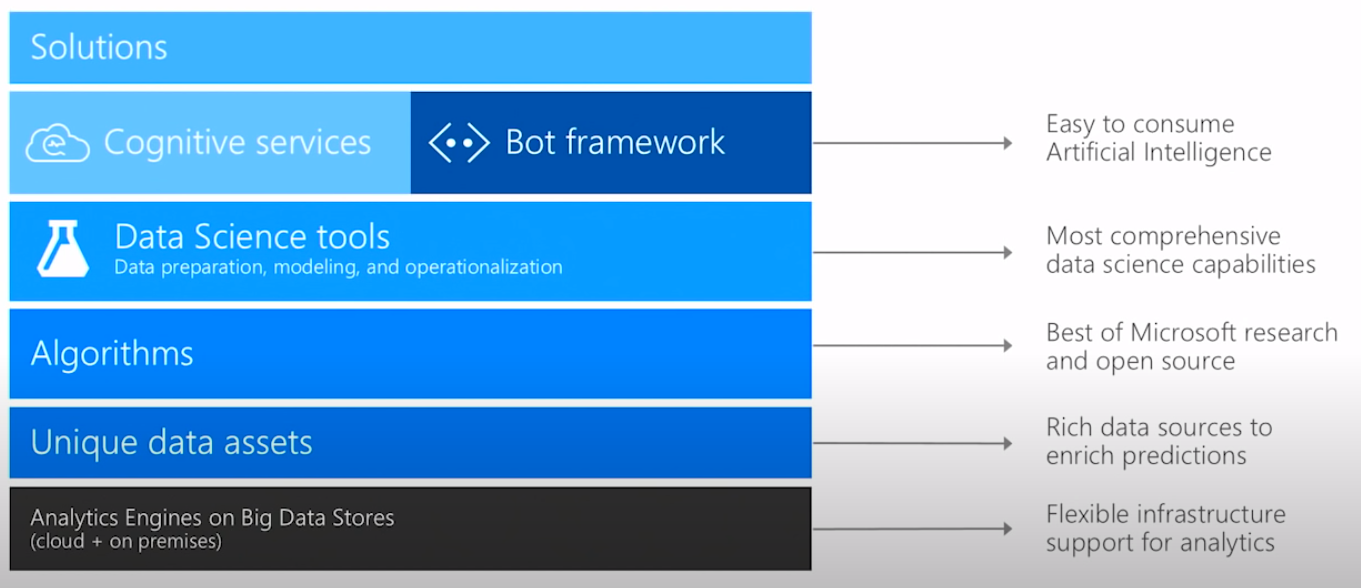 Solutions
Cognitive services
Bot framework
Easy to consume
Artificial Intelligence
Data Science tools
Data preparation, modeling, and operationalization
Most comprehensive
data science capabilities
Algorithms
Best of Microsoft research
and open source
Unique data assets
Rich data sources to
enrich predictions
Analytics Engines on Big Data Stores
(cloud + on premises)
Flexible infrastructure
support for analytics